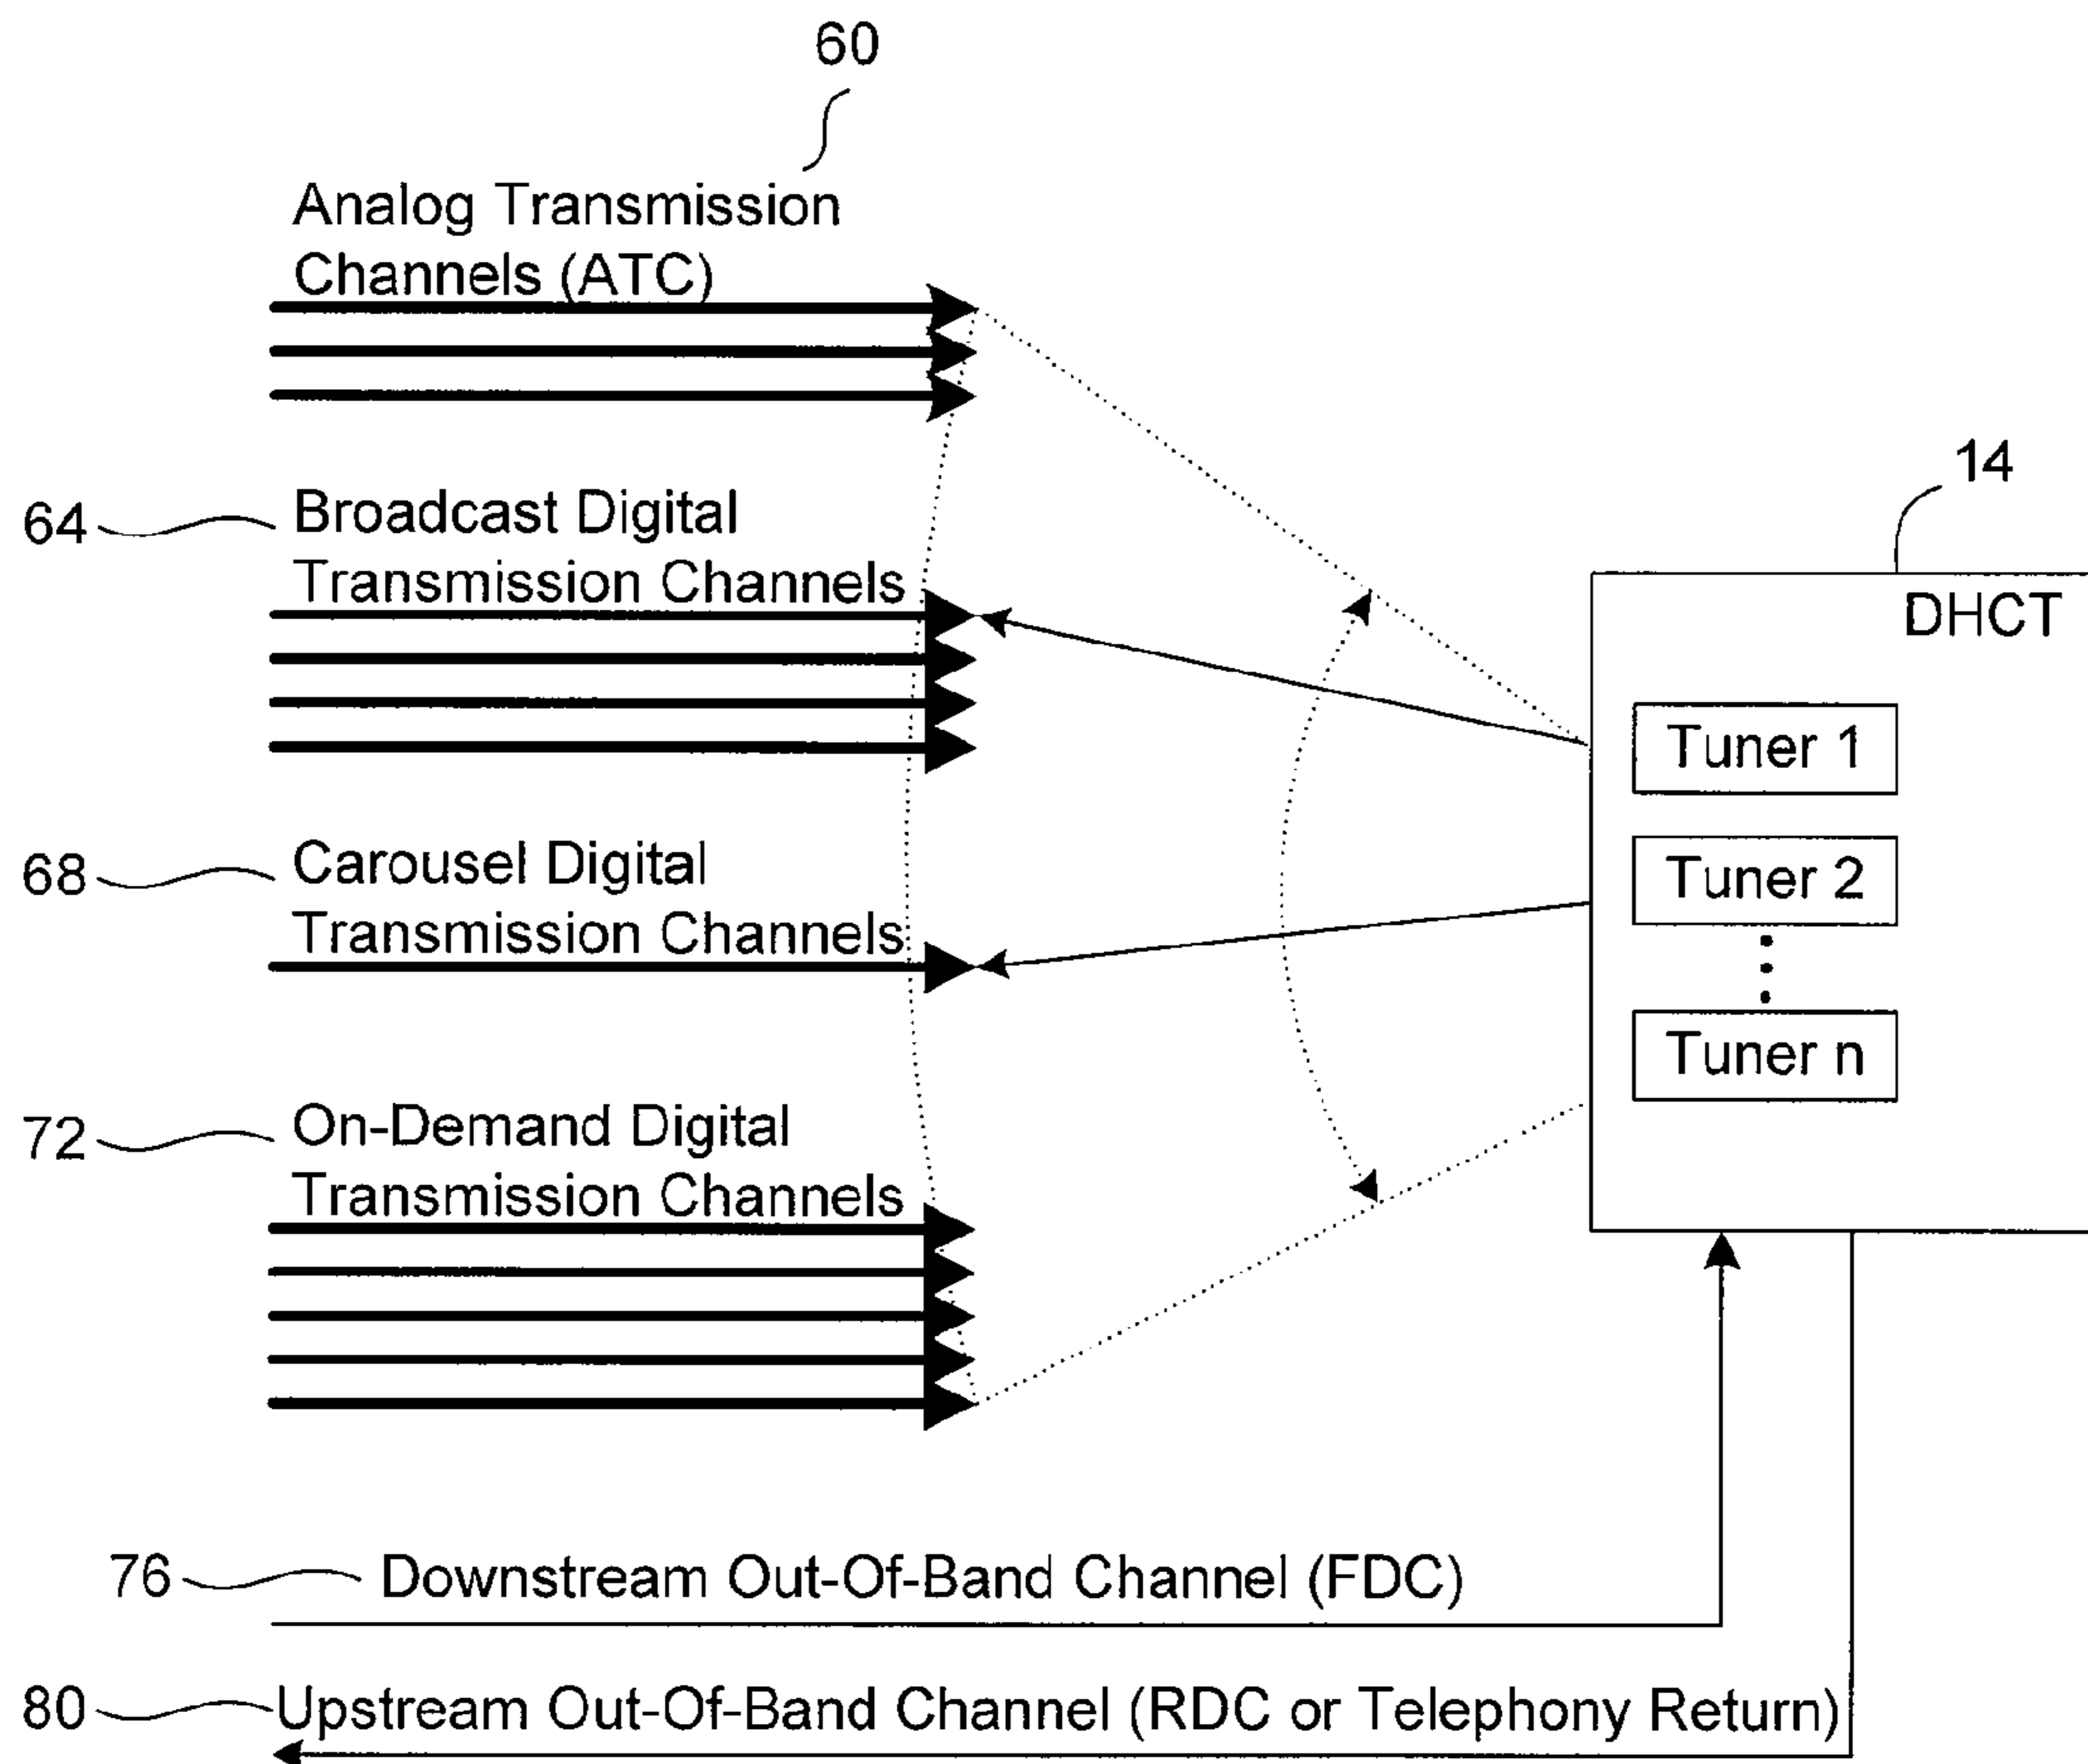 60
Analog Transmission
Channels (ATC)
14
64
Broadcast Digital
Transmission Channels
DHCT
Tuner 1
68
Carousel Digital
Transmission Channels
Tuner 2
Tuner n
72
On-Demand Digital
Transmission Channels
76
Downstream Out-Of-Band Channel (FDC)
80
Upstream Out-Of-Band Channel (RDC or Telephony Return)